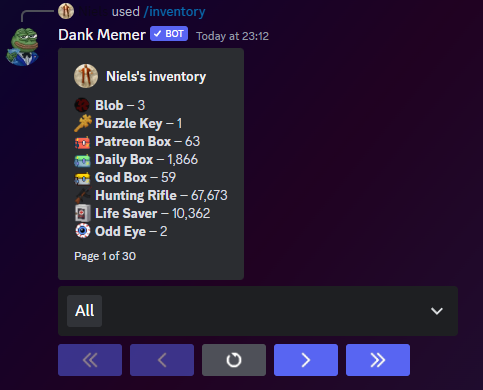 used /inventory
Dank Memer ✓ BOT Today at 23:12
Niels's inventory
Blob – 3
Puzzle Key – 1
Patreon Box – 63
Daily Box – 1,866
God Box – 59
Hunting Rifle – 67,673
Life Saver – 10,362
Odd Eye – 2
Page 1 of 30
All